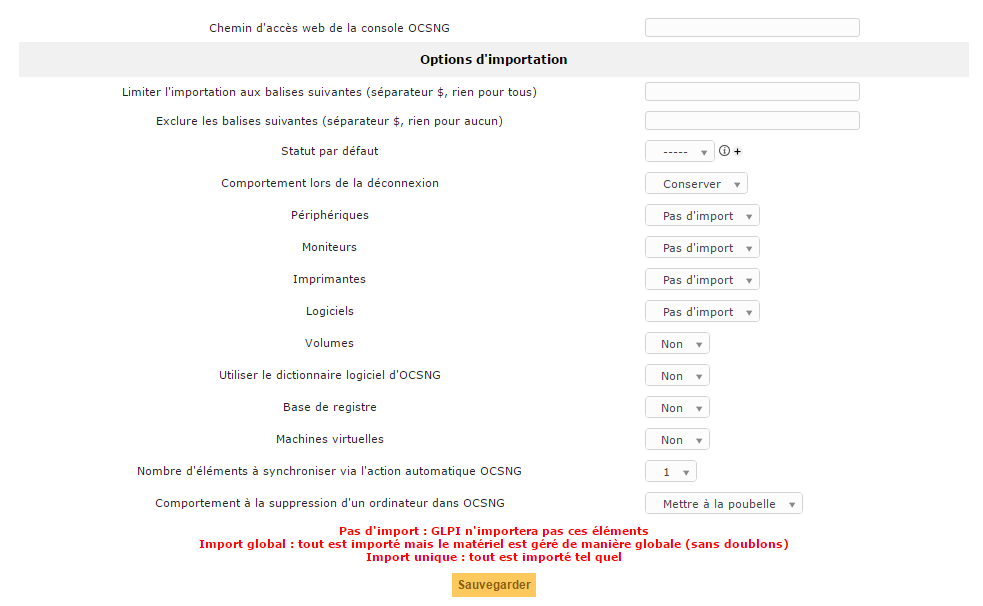 Chemin d'accès web de la console OCSNG
Options d'importation
Limiter l'importation aux balises suivantes (séparateur $, rien pour tous)
Exclure les balises suivantes (séparateur $, rien pour aucun)
Statut par défaut -----
Comportement lors de la déconnexion Conserver
Périphériques Pas d'import
Moniteurs Pas d'import
Imprimantes Pas d'import
Logiciels Pas d'import
Volumes Non
Utiliser le dictionnaire logiciel d'OCSNG Non
Base de registre Non
Machines virtuelles Non
Nombre d'éléments à synchroniser via l'action automatique OCSNG 1
Comportement à la suppression d'un ordinateur dans OCSNG Mettre à la poubelle
Pas d'import : GLPI n'importera pas ces éléments
Import global : tout est importé mais le matériel est géré de manière globale (sans doublons)
Import unique : tout est importé tel quel
Sauvegarder